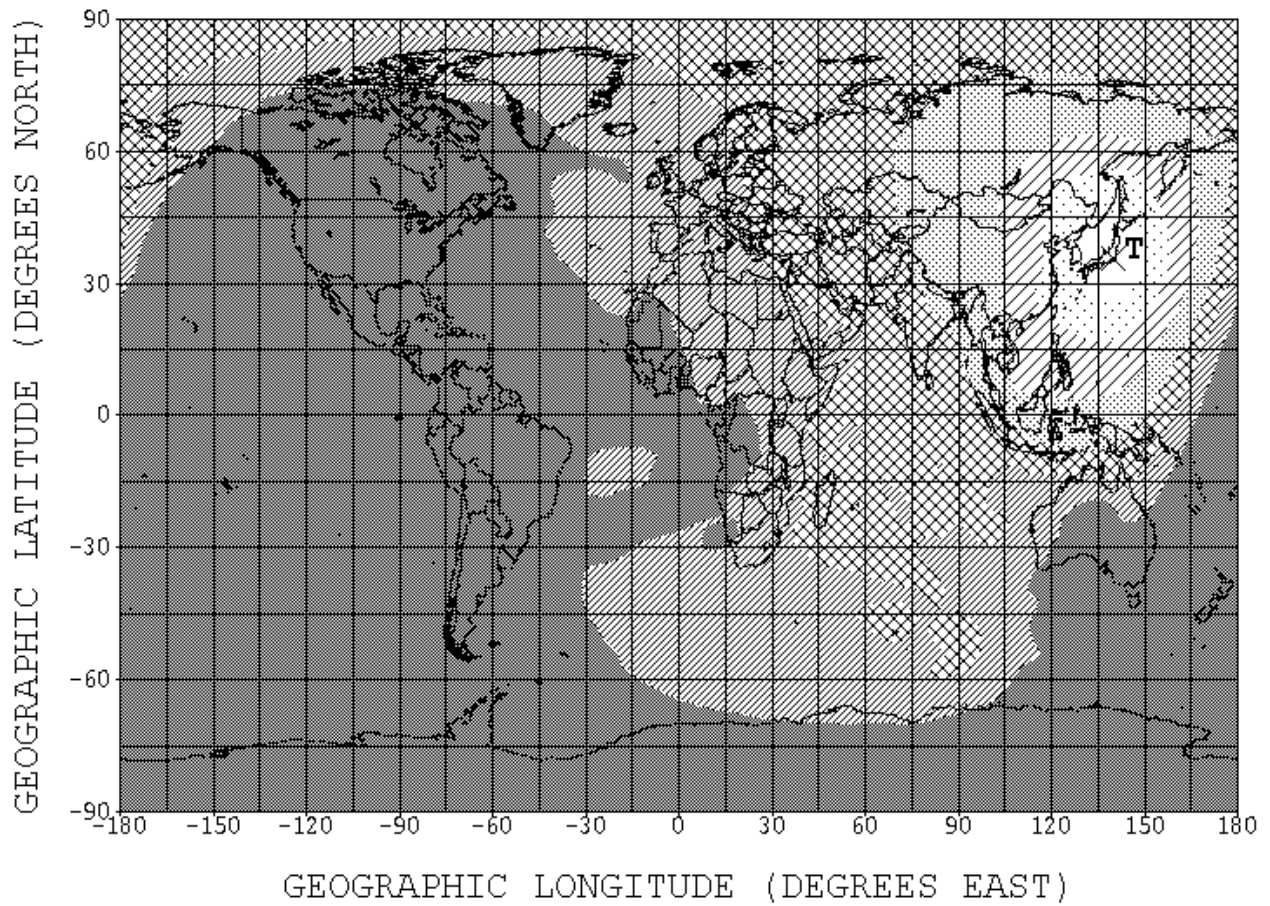 GEOGRAPHIC LATITUDE (DEGREES NORTH)
90
60
30
0
-30
-60
-90
T
-180 -150 -120 -90 -60 -30 0 30 60 90 120 150 180
GEOGRAPHIC LONGITUDE (DEGREES EAST)